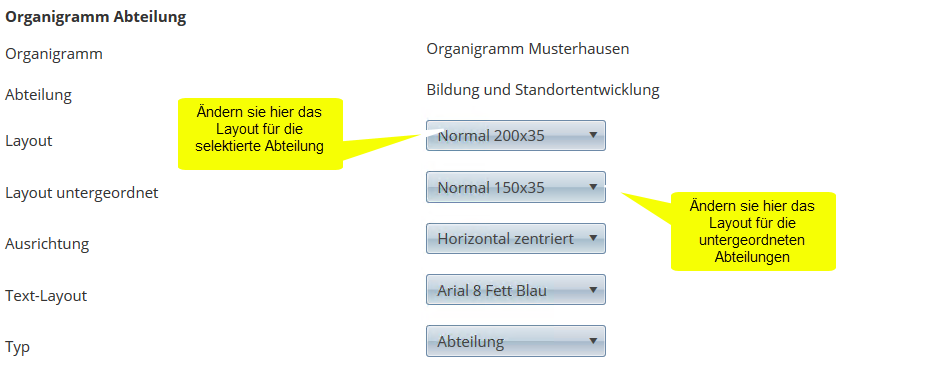 Organigramm Abteilung
Organigramm
Organigramm Musterhausen
Abteilung
Bildung und Standortentwicklung
Ändern sie hier das
Layout für die
selektierte Abteilung
Layout
Normal 200x35
Layout untergeordnet
Normal 150x35
Ändern sie hier das
Layout für die
untergeordneten
Abteilungen
Ausrichtung
Horizontal zentriert
Text-Layout
Arial 8 Fett Blau
Typ
Abteilung